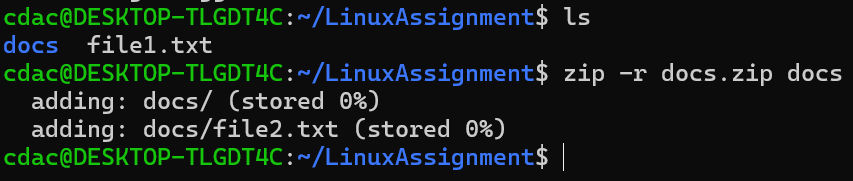 cdac@DESKTOP-TLGDT4C:~/LinuxAssignment$ ls
docs  file1.txt
cdac@DESKTOP-TLGDT4C:~/LinuxAssignment$ zip -r docs.zip docs
  adding: docs/ (stored 0%)
  adding: docs/file2.txt (stored 0%)
cdac@DESKTOP-TLGDT4C:~/LinuxAssignment$